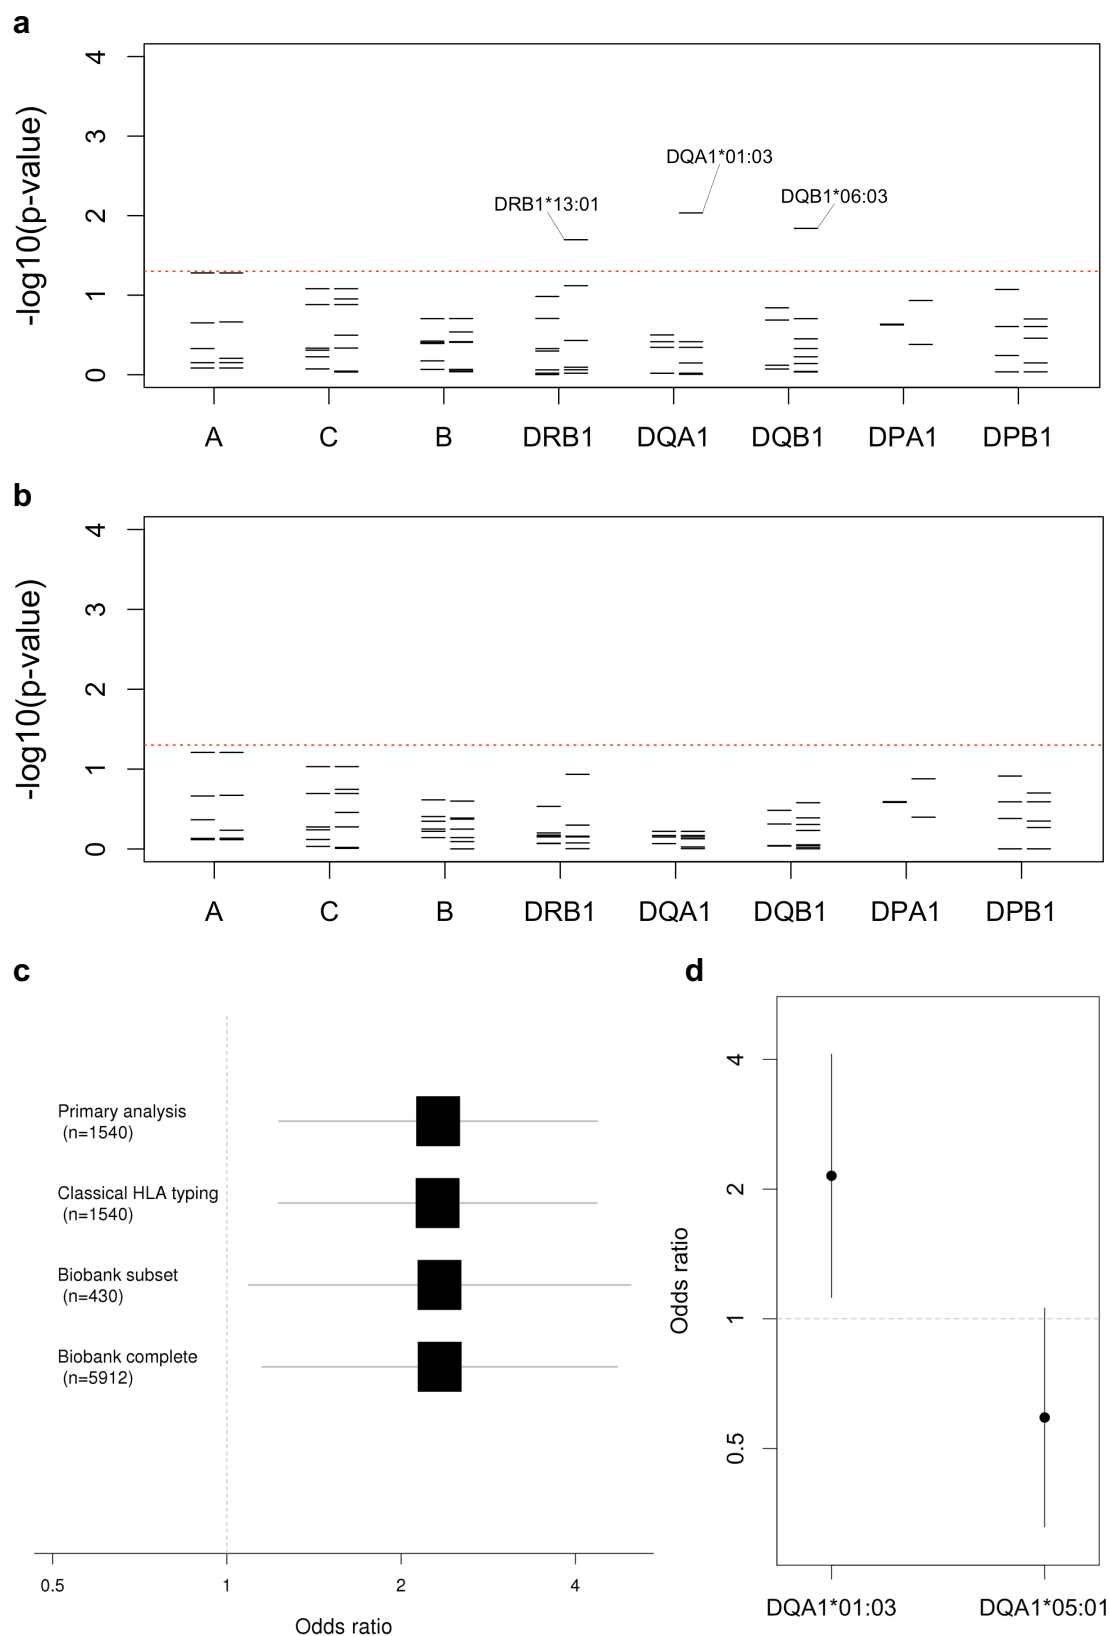 a
-log10(p-value)
4
3
2
1
0
DQA1*01:03
DRB1*13:01
DQB1*06:03
A C B DRB1 DQA1 DQB1 DPA1 DPB1
b
-log10(p-value)
4
3
2
1
0
A C B DRB1 DQA1 DQB1 DPA1 DPB1
c
Primary analysis
(n=1540)
Classical HLA typing
(n=1540)
Biobank subset
(n=430)
Biobank complete
(n=5912)
0.5 1 2 4
Odds ratio
d
Odds ratio
4
2
1
0.5
DQA1*01:03 DQA1*05:01